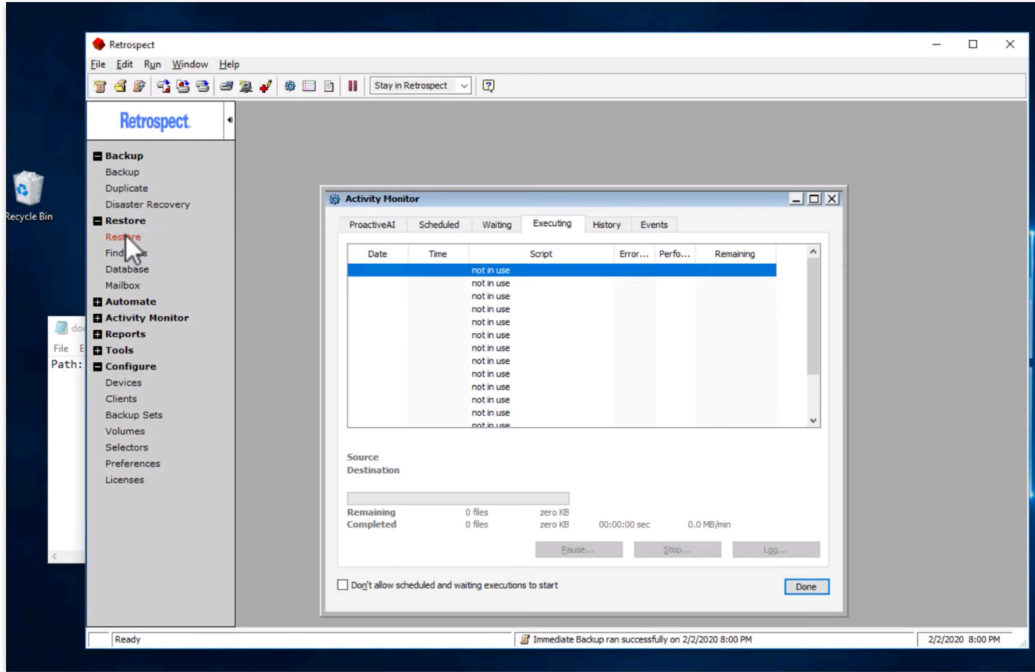 Retrospect
File Edit Run Window Help
Stay in Retrospect
Retrospect
Backup
Backup
Duplicate
Disaster Recovery
Restore
Restore
Database
Mailbox
Automate
Activity Monitor
Reports
Tools
Configure
Devices
Clients
Backup Sets
Volumes
Selectors
Preferences
Licenses
Recycle Bin
File
Path:
Activity Monitor
ProactiveAI Scheduled Waiting Executing History Events
Date Time Script Error... Perfo... Remaining
not in use
not in use
not in use
not in use
not in use
not in use
not in use
not in use
not in use
not in use
not in use
not in use
not in use
Source
Destination
Remaining 0 files zero KB
Completed 0 files zero KB 00:00:00 sec 0.0 MB/min
Pause... Stop... Log...
Don't allow scheduled and waiting executions to start
Done
Ready
Immediate Backup ran successfully on 2/2/2020 8:00 PM
2/2/2020 8:00 PM